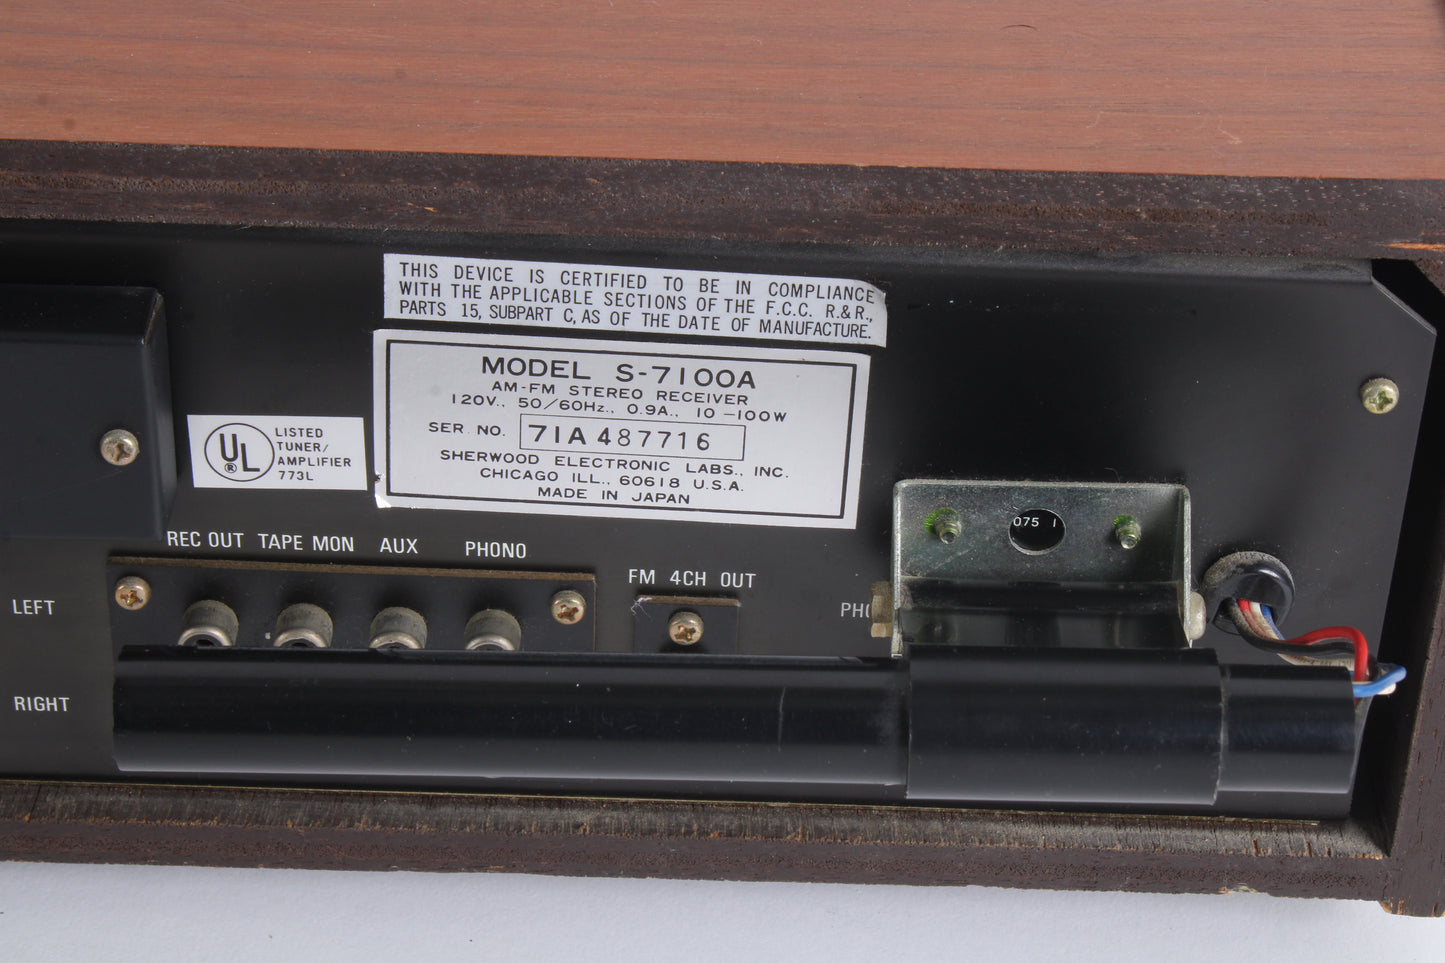 THIS DEVICE IS CERTIFIED TO BE IN COMPLIANCE
WITH THE APPLICABLE SECTIONS OF THE F.C.C. R.&R.,
PARTS 15, SUBPART C, AS OF THE DATE OF MANUFACTURE.
MODEL S-7100A
AM-FM STEREO RECEIVER
120V., 50/60Hz., 0.9A., 10-100W
SER. NO. 71A487716
SHERWOOD ELECTRONIC LABS., INC.
CHICAGO ILL., 60618 U.S.A.
MADE IN JAPAN
UL
®
LISTED
TUNER/
AMPLIFIER
773L
REC OUT TAPE MON AUX PHONO
FM 4CH OUT
LEFT
RIGHT
PHO
075 I